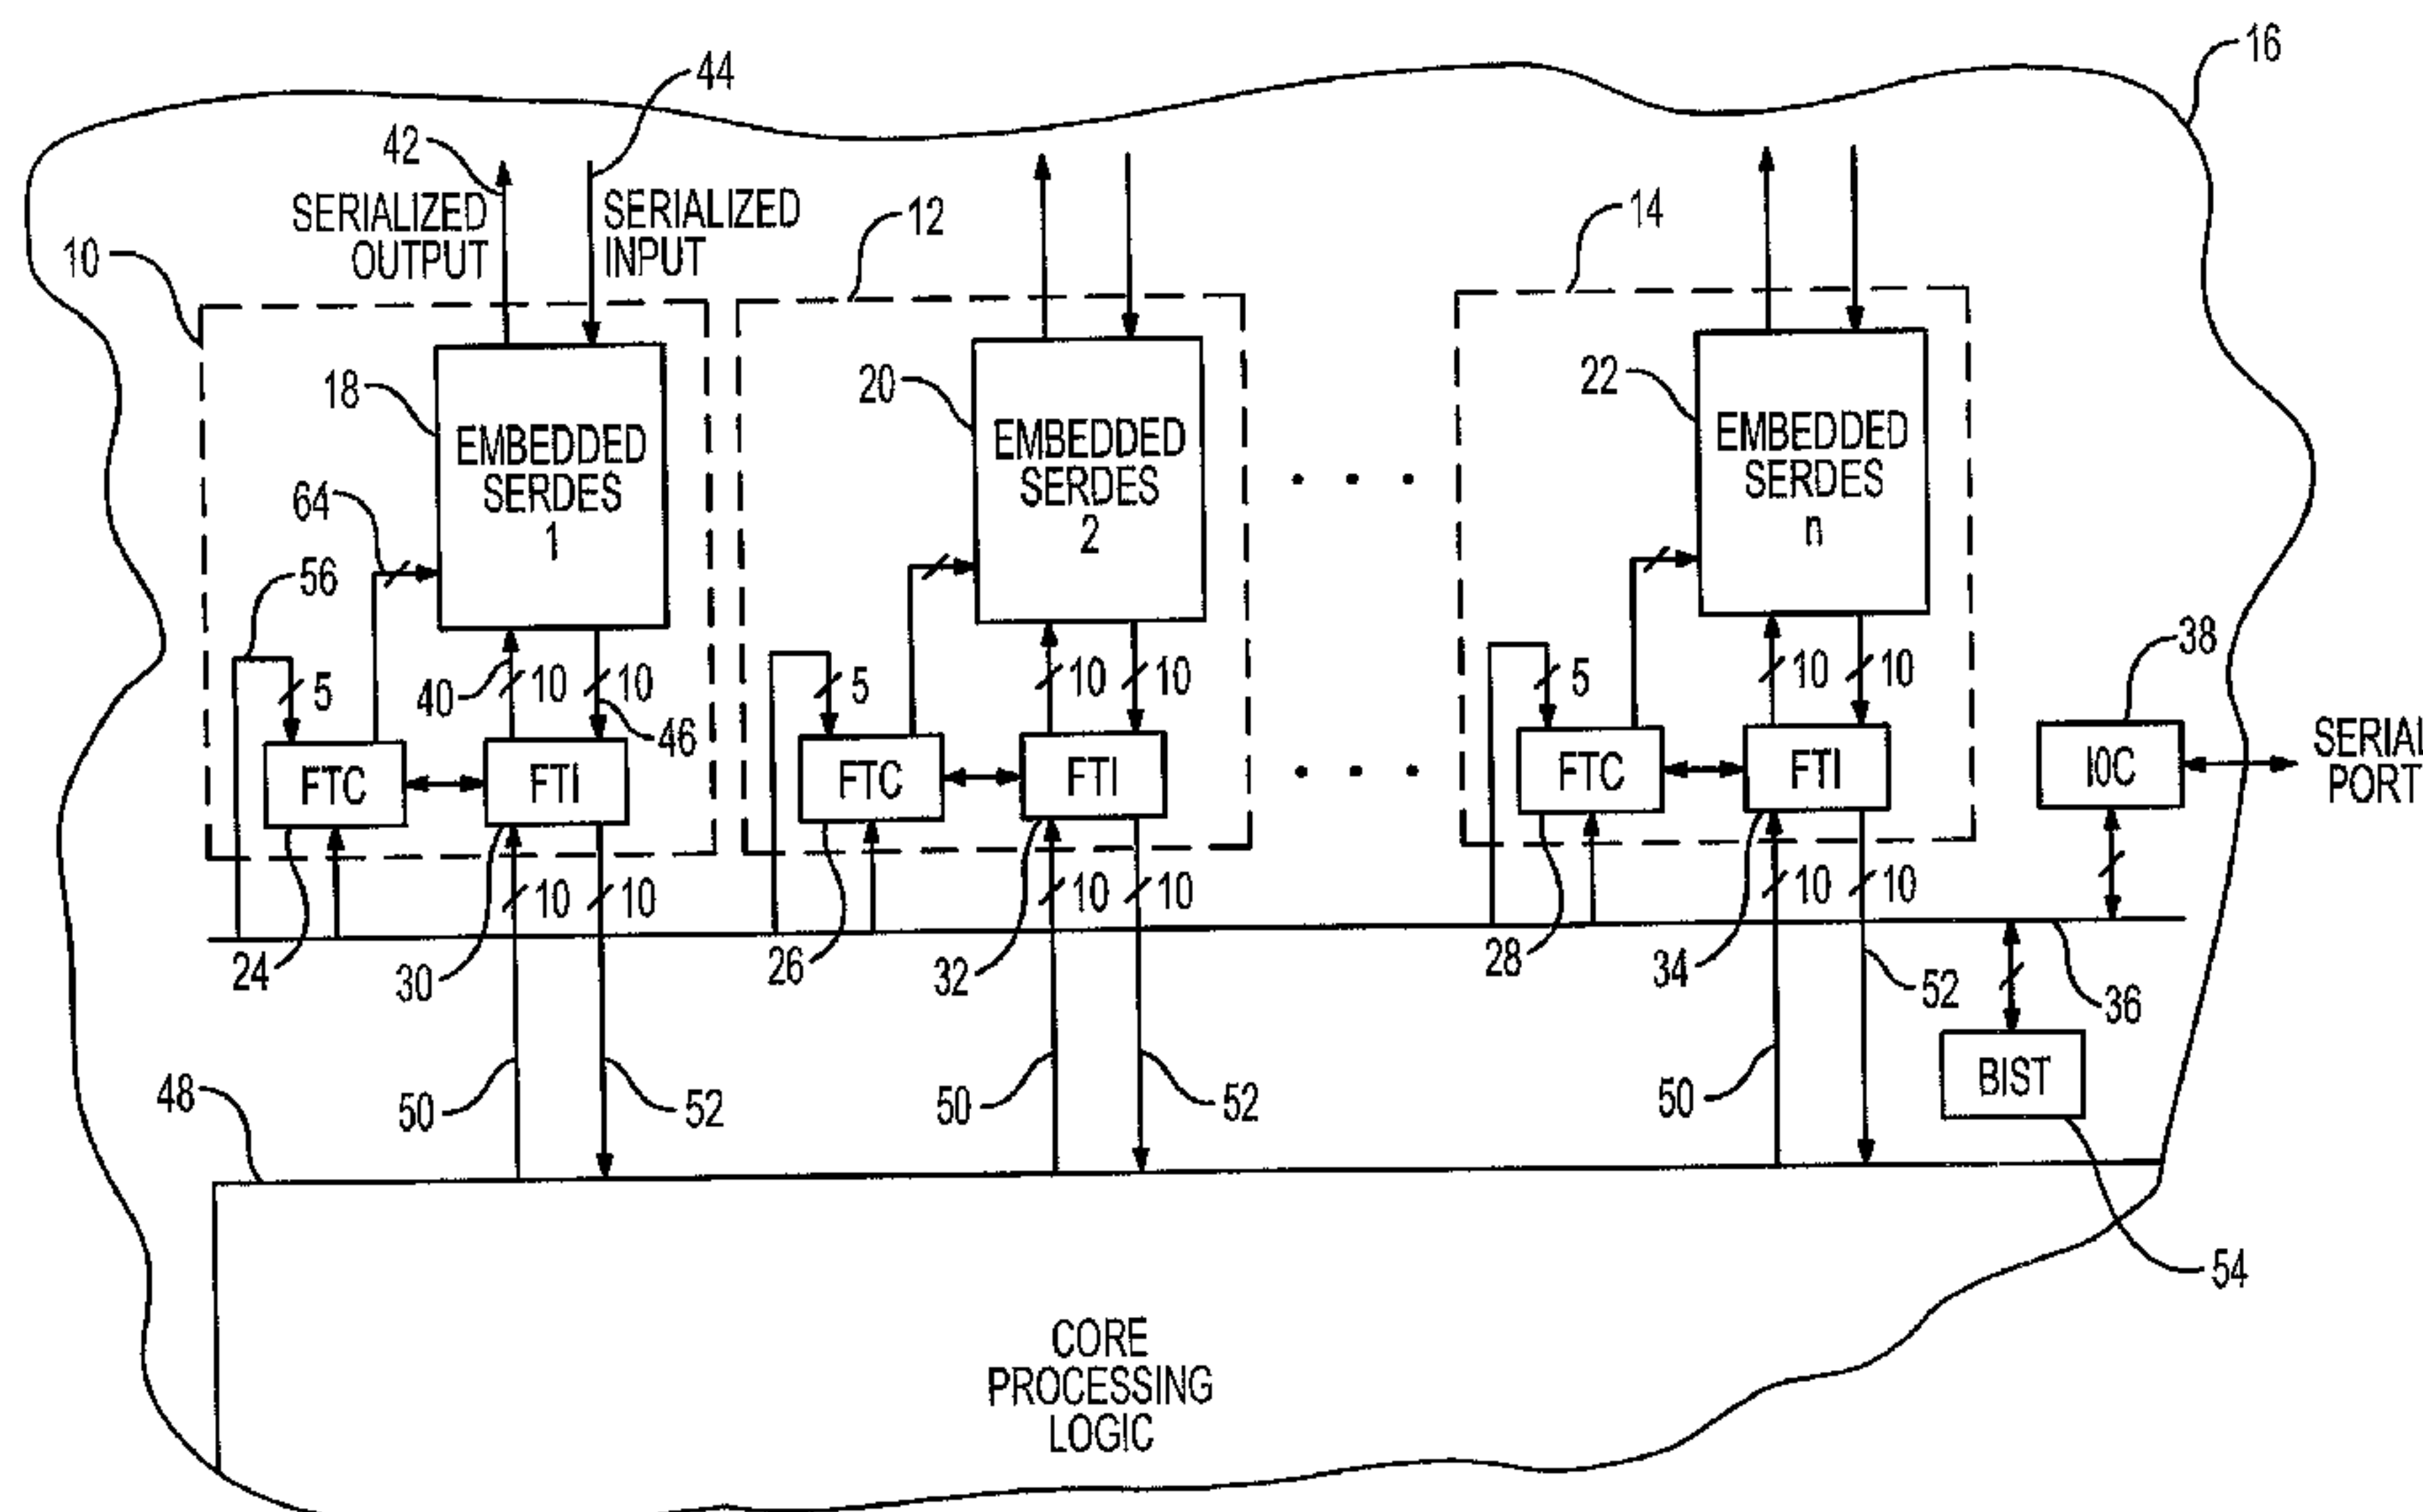 16
44
42
SERIALIZED
OUTPUT
SERIALIZED
INPUT
10
12
14
18
EMBEDDED
SERDES
1
20
EMBEDDED
SERDES
2
22
EMBEDDED
SERDES
n
64
56
5
40
10
10
46
5
10
10
5
10
10
38
FTC
FTI
FTC
FTI
FTC
FTI
I0C
SERIAL
PORT
10
10
10
10
10
10
24
30
26
32
28
34
52
36
50
52
50
52
50
BIST
48
54
CORE
PROCESSING
LOGIC